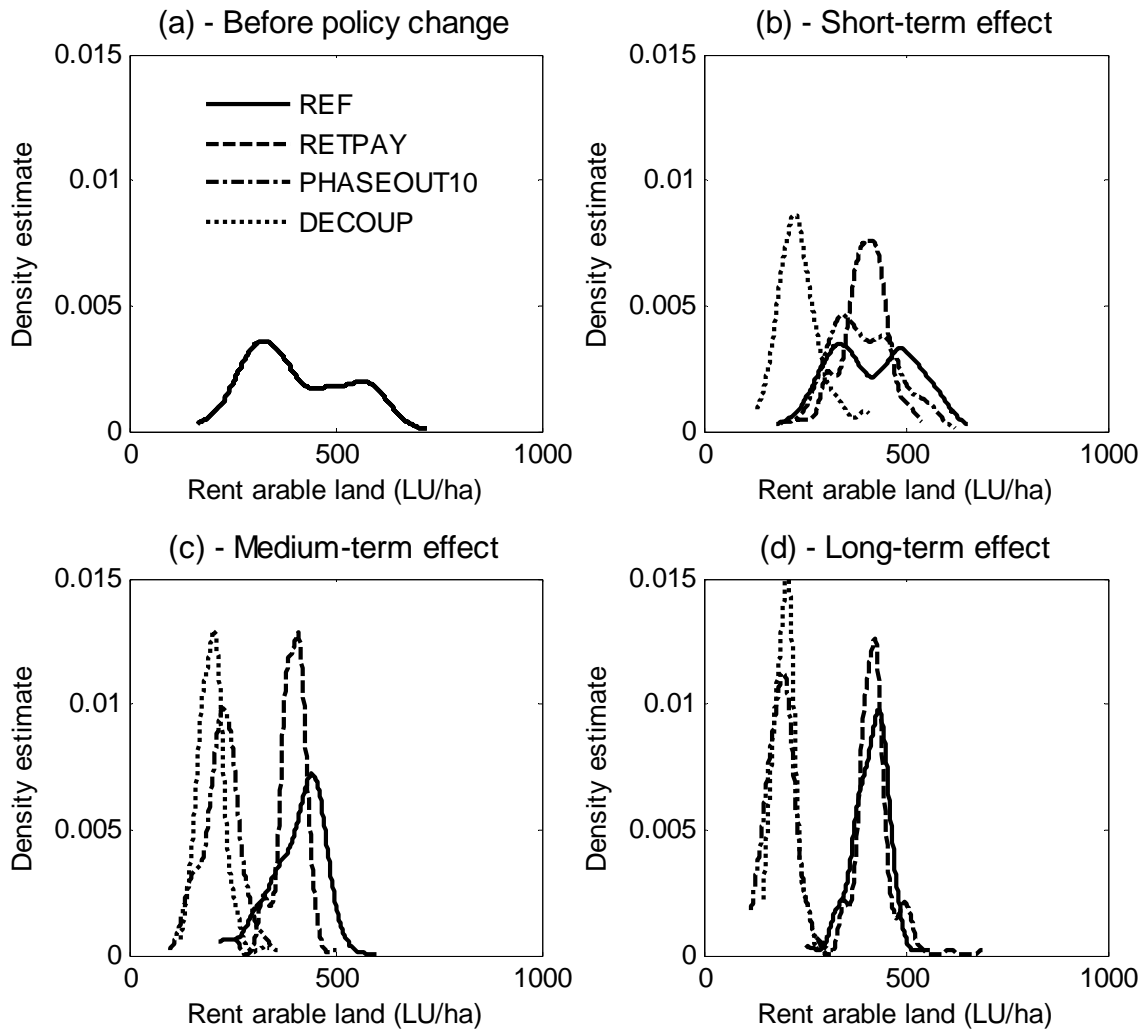 (a) - Before policy change
0.015
0.01
0.005
0
Density estimate
REF
RETPAY
PHASEOUT10
DECOUP
0
500
1000
Rent arable land (LU/ha)
(b) - Short-term effect
0.015
0.01
0.005
0
Density estimate
0
500
1000
Rent arable land (LU/ha)
(c) - Medium-term effect
0.015
0.01
0.005
0
Density estimate
0
500
1000
Rent arable land (LU/ha)
(d) - Long-term effect
0.015
0.01
0.005
0
Density estimate
0
500
1000
Rent arable land (LU/ha)